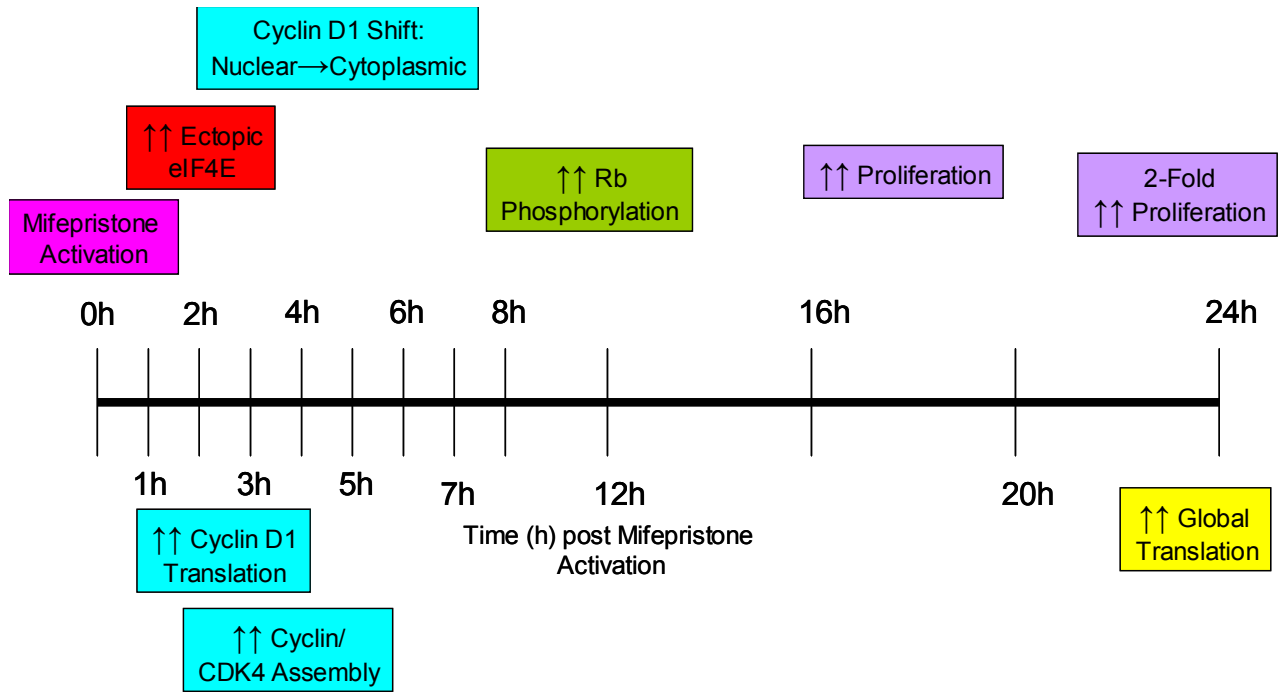 Cyclin D1 Shift:
Nuclear→Cytoplasmic
↑↑ Ectopic
eIF4E
↑↑ Rb
Phosphorylation
↑↑ Proliferation
2-Fold
↑↑ Proliferation
Mifepristone
Activation
0h 2h 4h 6h 8h 16h 24h
1h 3h 5h 7h 12h 20h
Time (h) post Mifepristone
Activation
↑↑ Cyclin D1
Translation
↑↑ Global
Translation
↑↑ Cyclin/
CDK4 Assembly